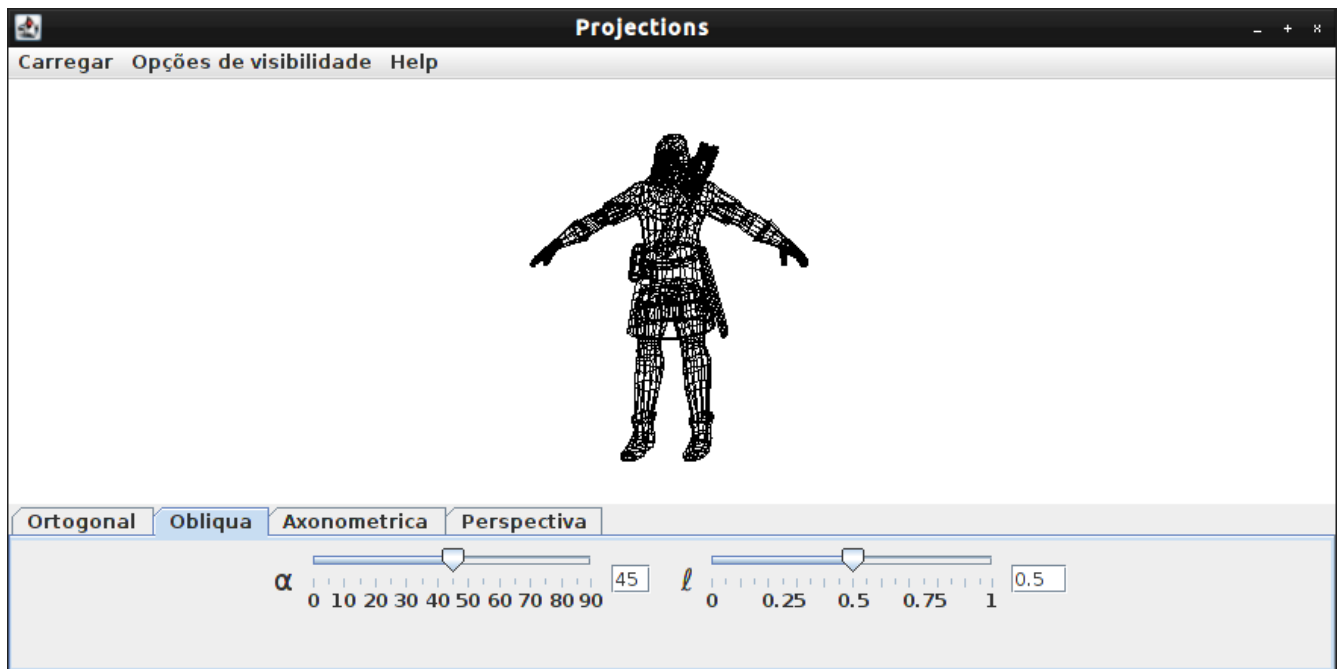 Projections
Carregar Opções de visibilidade Help
Ortogonal Obliqua Axonometrica Perspectiva
α 0 10 20 30 40 50 60 70 80 90 45 ℓ 0 0.25 0.5 0.75 1 0.5